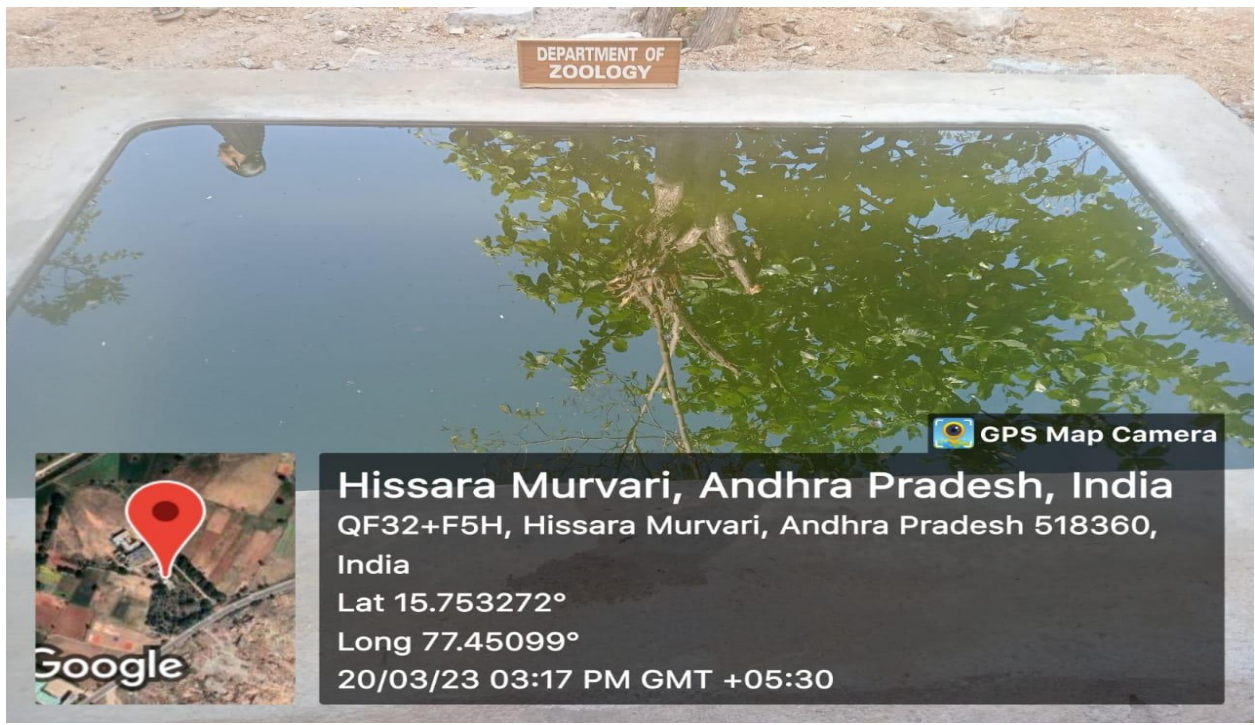 DEPARTMENT OF
ZOOLOGY
GPS Map Camera
Hissara Murvari, Andhra Pradesh, India
QF32+F5H, Hissara Murvari, Andhra Pradesh 518360,
India
Lat 15.753272°
Long 77.45099°
20/03/23 03:17 PM GMT +05:30
Google